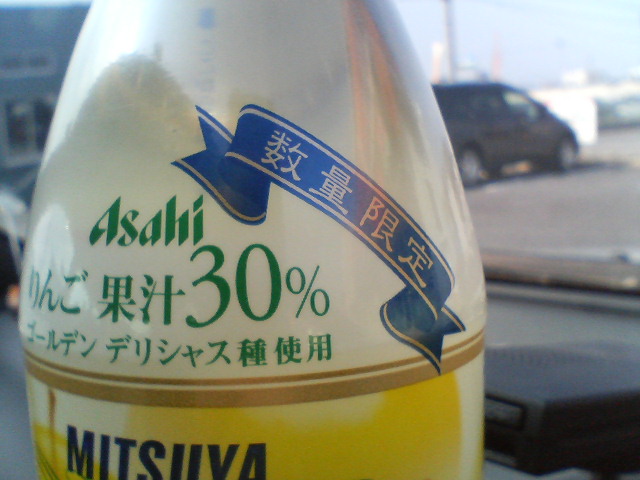 数量限定
Asahi
りんご果汁30%
ゴールデン デリシャス種使用
MITSUYA